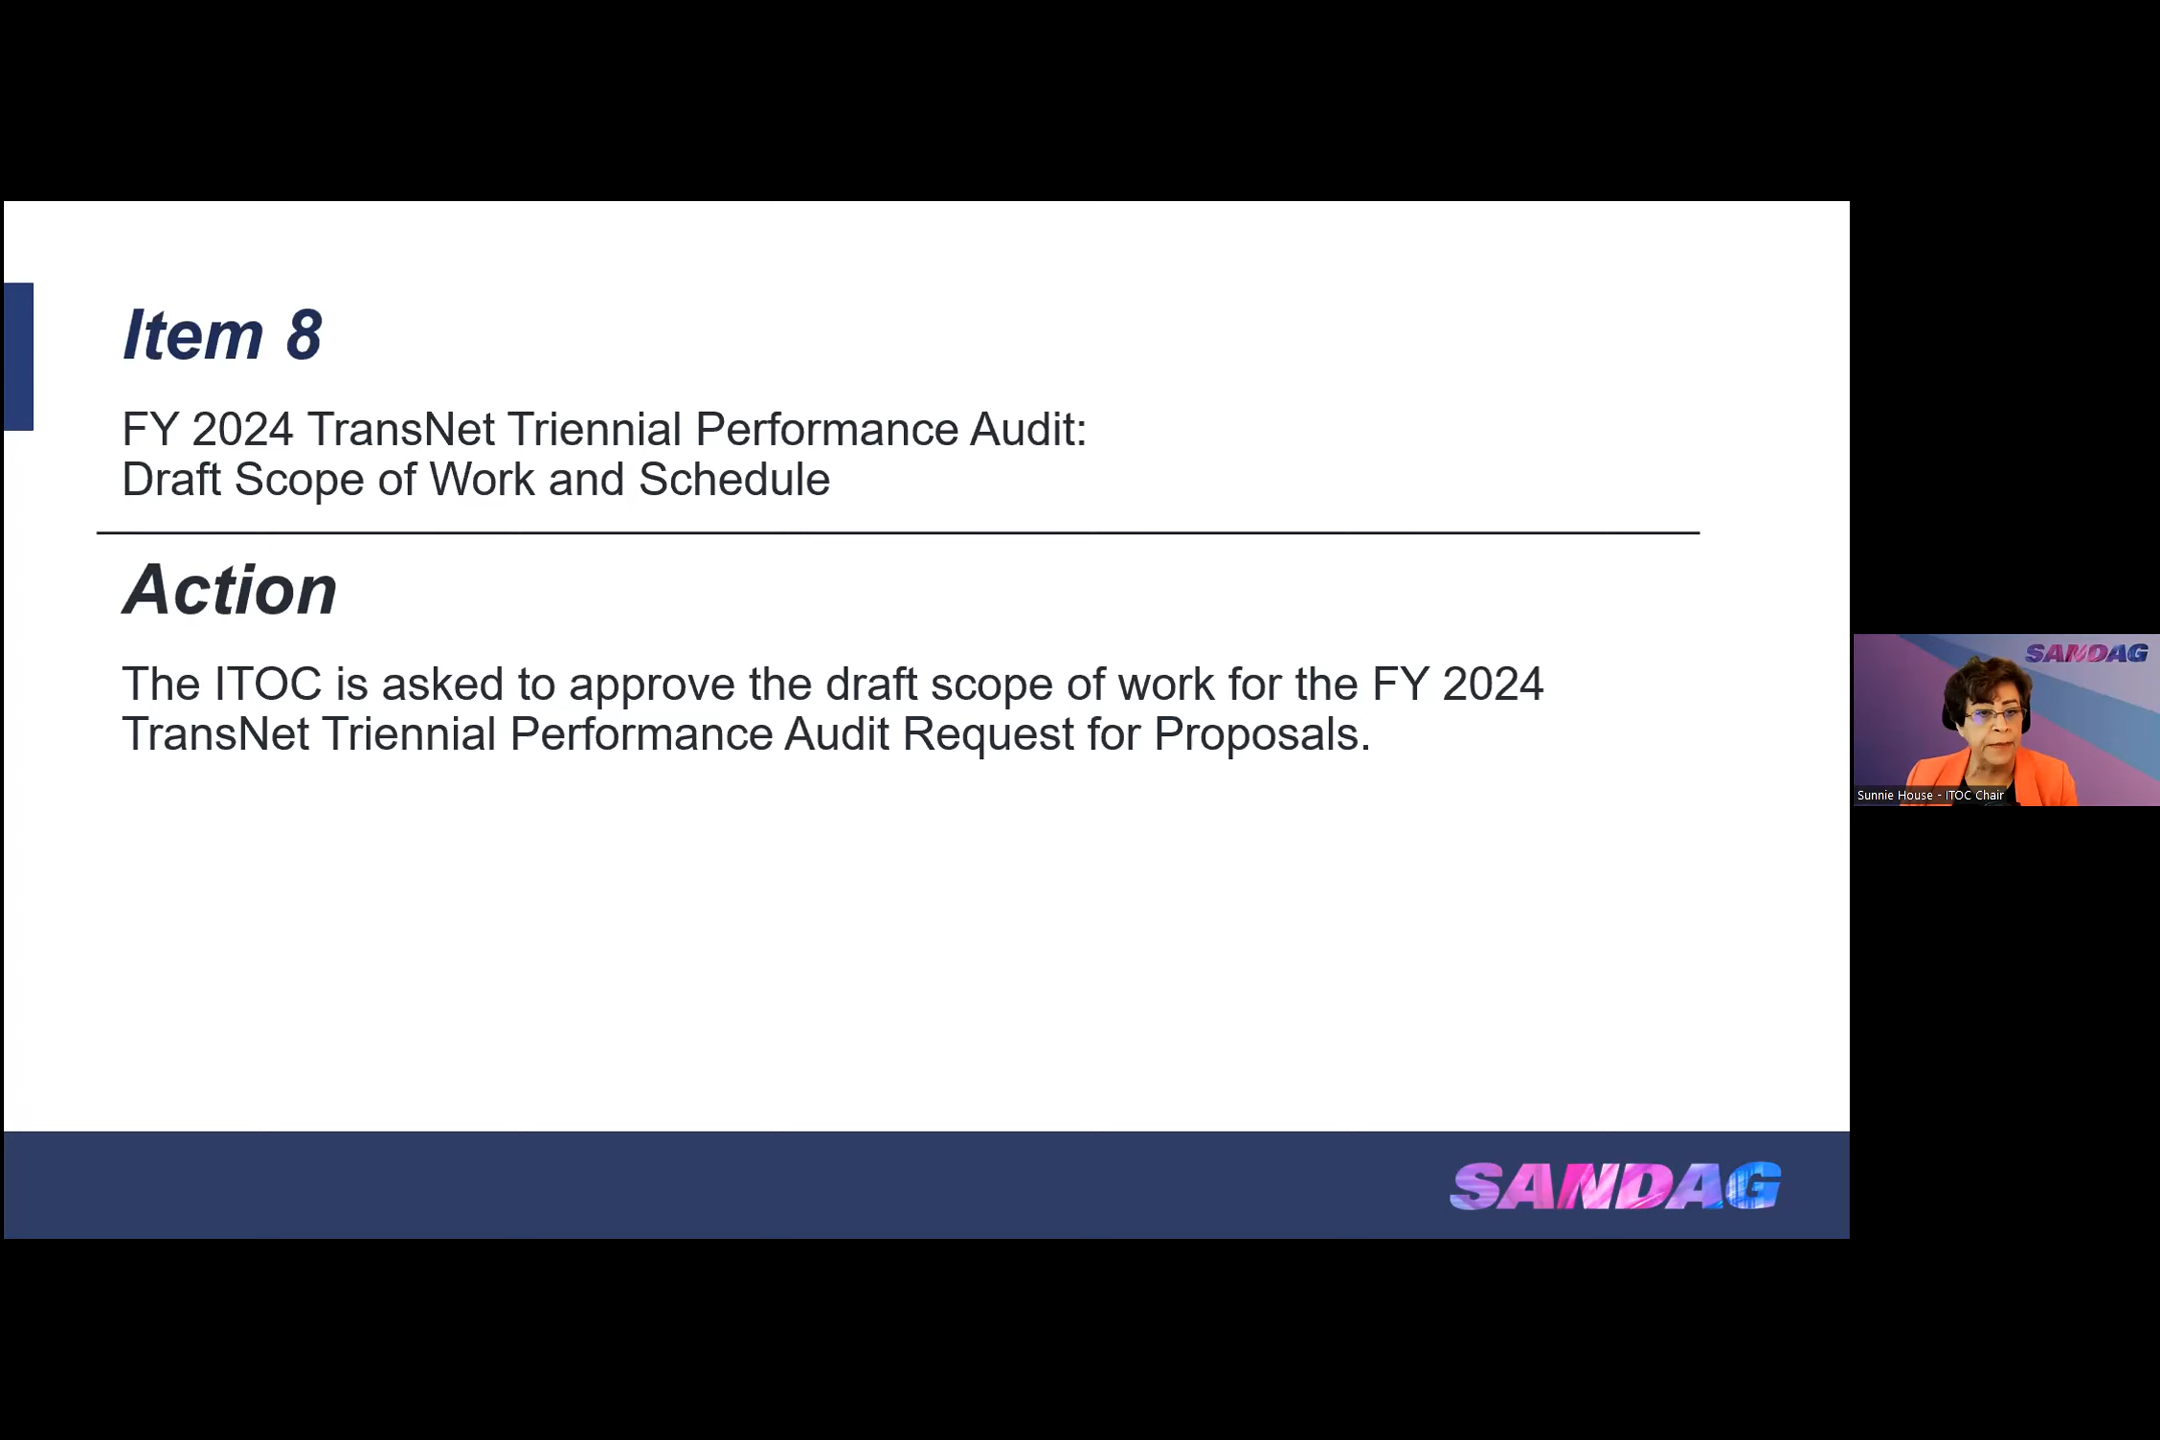 Item 8
FY 2024 TransNet Triennial Performance Audit:
Draft Scope of Work and Schedule
Action
The ITOC is asked to approve the draft scope of work for the FY 2024
TransNet Triennial Performance Audit Request for Proposals.
SANDAG
SANDAG
Sunnie House - ITOC Chair